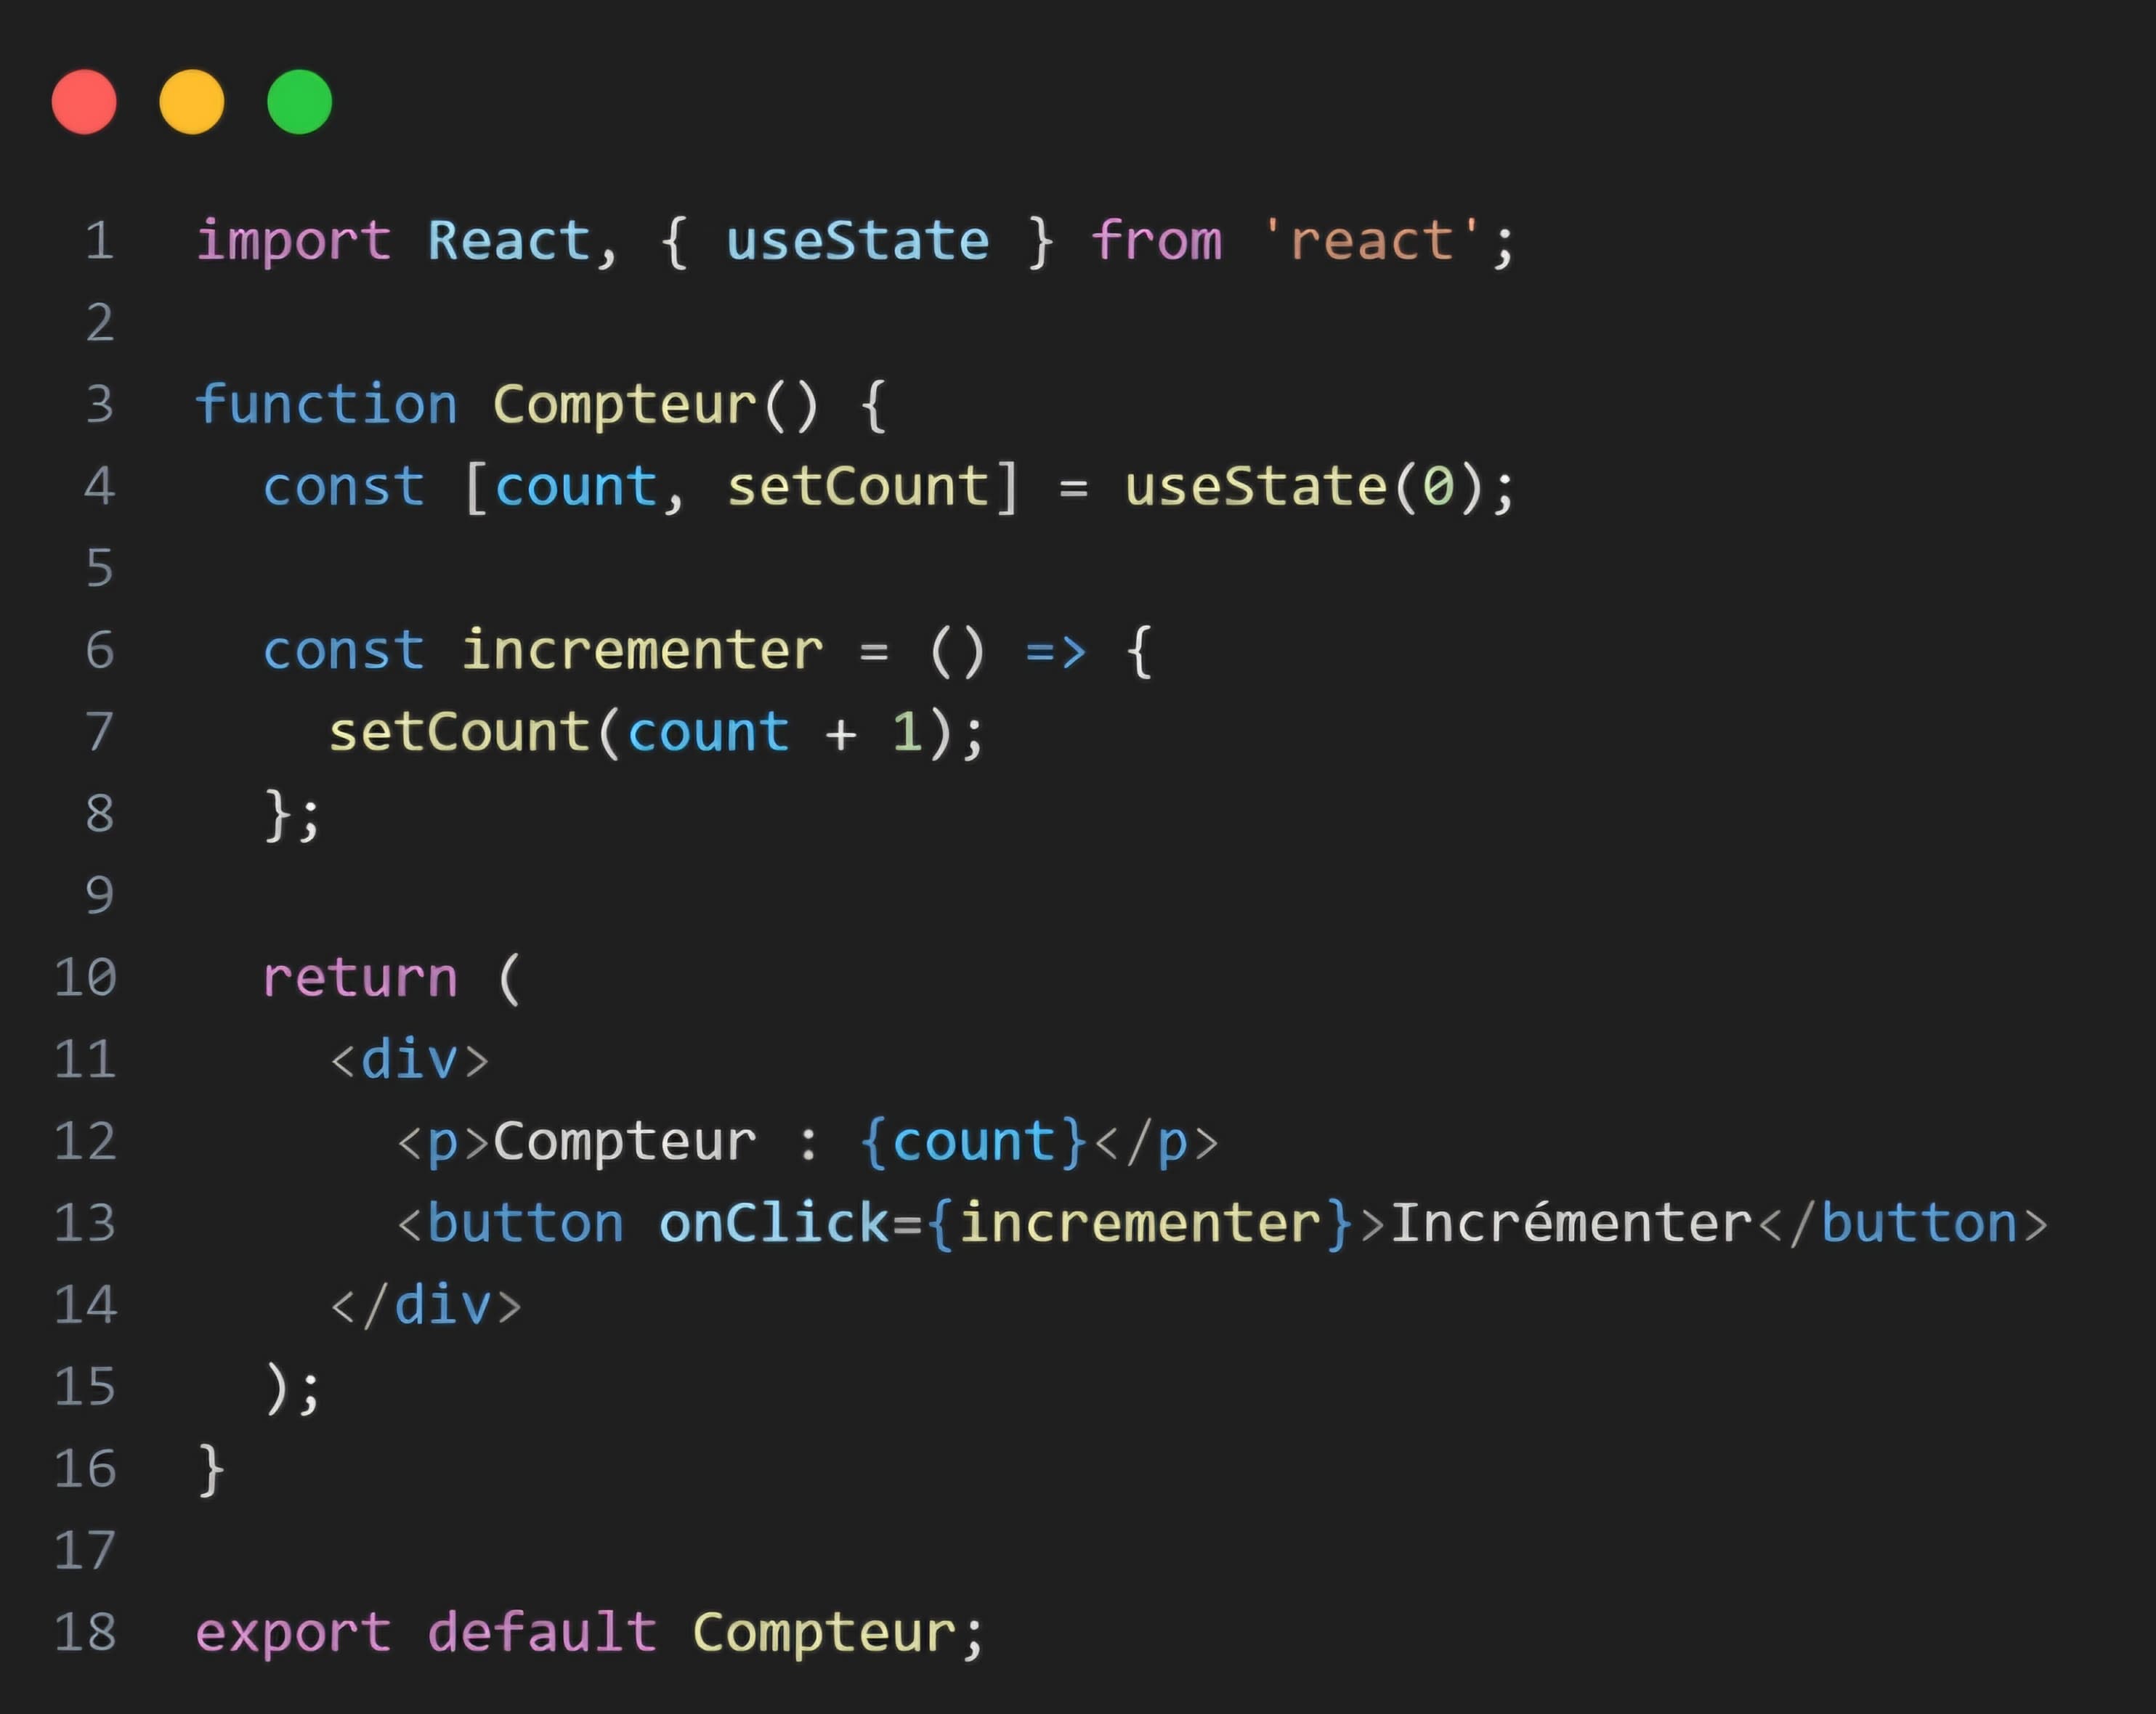 1 import React, { useState } from 'react';
2
3 function Compteur() {
4   const [count, setCount] = useState(0);
5
6   const incrementer = () => {
7     setCount(count + 1);
8   };
9
10   return (
11     <div>
12       <p>Compteur : {count}</p>
13       <button onClick={incrementer}>Incrémenter</button>
14     </div>
15   );
16 }
17
18 export default Compteur;